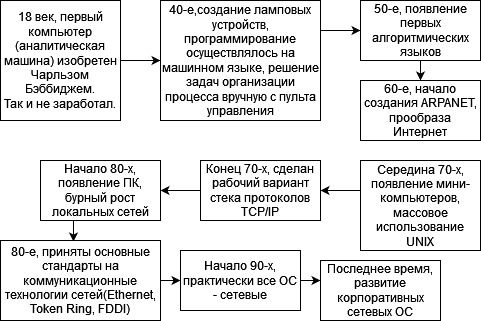 18 век, первый
компьютер
(аналитическая
машина) изобретен
Чарльзом
Бэббиджем.
Так и не заработал.
40-е,создание ламповых
устройств,
программирование
осуществлялось на
машинном языке, решение
задач организации
процесса вручную с пульта
управления
50-е, появление
первых
алгоритмических
языков
60-е, начало
создания ARPANET,
прообраза
Интернет
Середина 70-х,
появление мини-
компьютеров,
массовое
использование
UNIX
Конец 70-х, сделан
рабочий вариант
стека протоколов
TCP/IP
Начало 80-х,
появление ПК,
бурный рост
локальных сетей
80-е, приняты основные
стандарты на
коммуникационные
технологии сетей(Ethernet,
Token Ring, FDDI)
Начало 90-х,
практически все ОС
- сетевые
Последнее время,
развитие
корпоративных
сетевых ОС